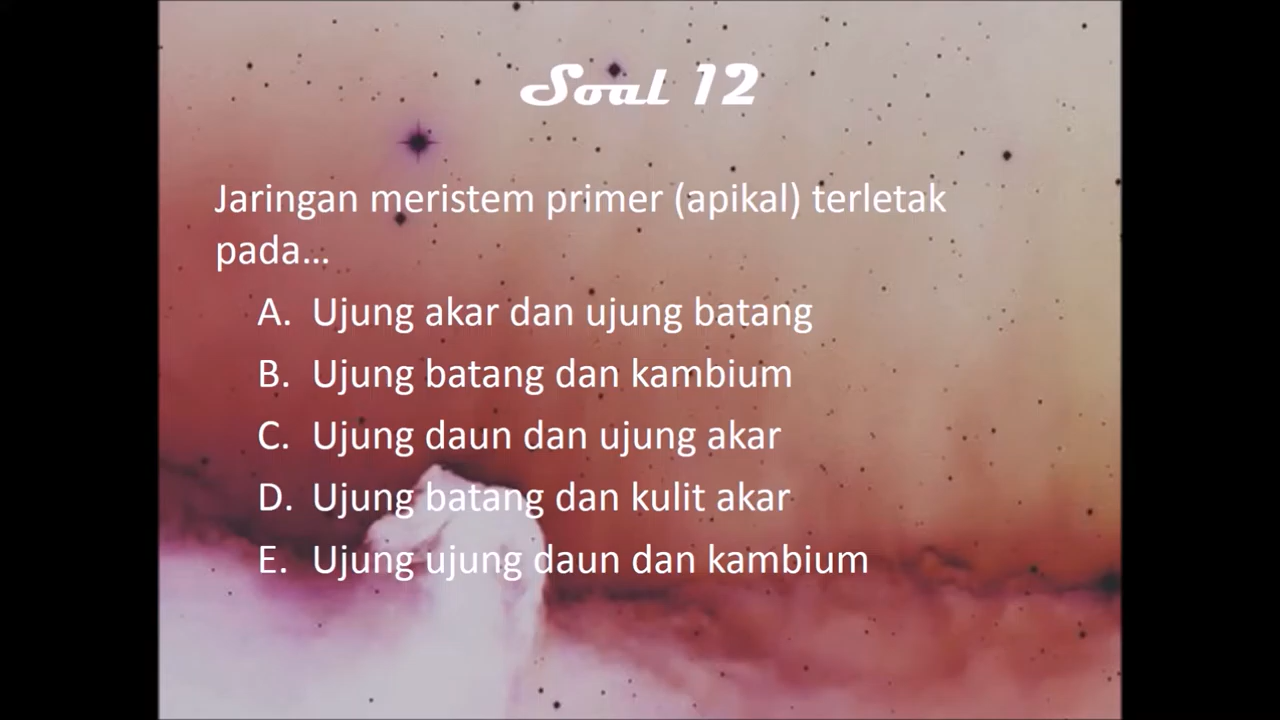 Soal 12
Jaringan meristem primer (apikal) terletak
pada...
A. Ujung akar dan ujung batang
B. Ujung batang dan kambium
C. Ujung daun dan ujung akar
D. Ujung batang dan kulit akar
E. Ujung ujung daun dan kambium